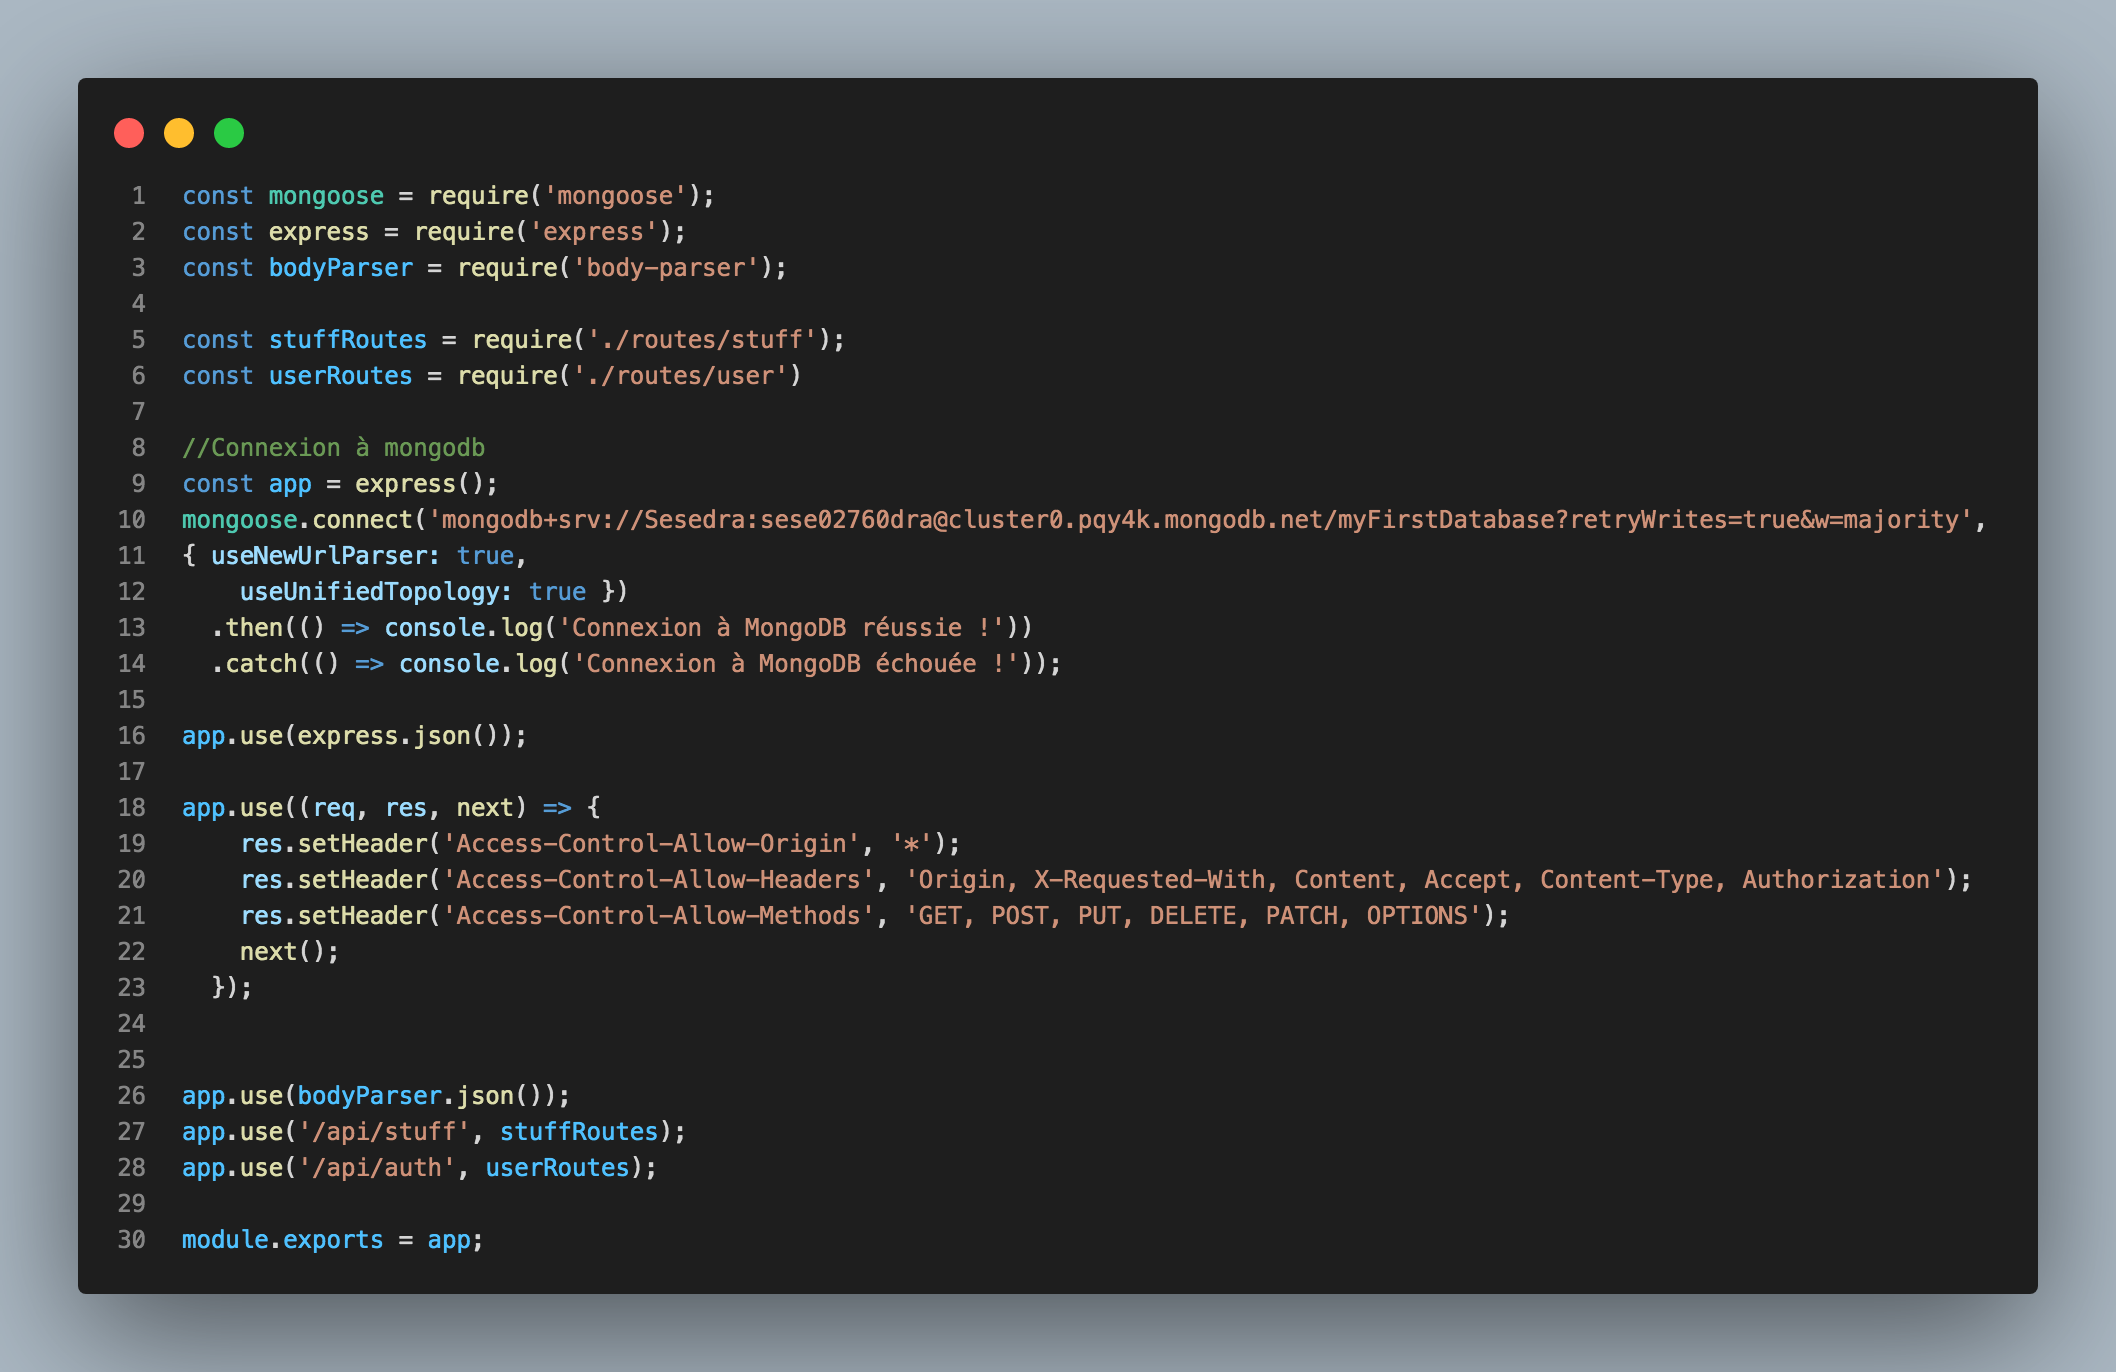 1 const mongoose = require('mongoose');
2 const express = require('express');
3 const bodyParser = require('body-parser');
4
5 const stuffRoutes = require('./routes/stuff');
6 const userRoutes = require('./routes/user')
7
8 //Connexion à mongodb
9 const app = express();
10 mongoose.connect('mongodb+srv://Sesedra:sese02760dra@cluster0.pqy4k.mongodb.net/myFirstDatabase?retryWrites=true&w=majority',
11 { useNewUrlParser: true,
12     useUnifiedTopology: true })
13   .then(() => console.log('Connexion à MongoDB réussie !'))
14   .catch(() => console.log('Connexion à MongoDB échouée !'));
15
16 app.use(express.json());
17
18 app.use((req, res, next) => {
19     res.setHeader('Access-Control-Allow-Origin', '*');
20     res.setHeader('Access-Control-Allow-Headers', 'Origin, X-Requested-With, Content, Accept, Content-Type, Authorization');
21     res.setHeader('Access-Control-Allow-Methods', 'GET, POST, PUT, DELETE, PATCH, OPTIONS');
22     next();
23   });
24
25
26 app.use(bodyParser.json());
27 app.use('/api/stuff', stuffRoutes);
28 app.use('/api/auth', userRoutes);
29
30 module.exports = app;